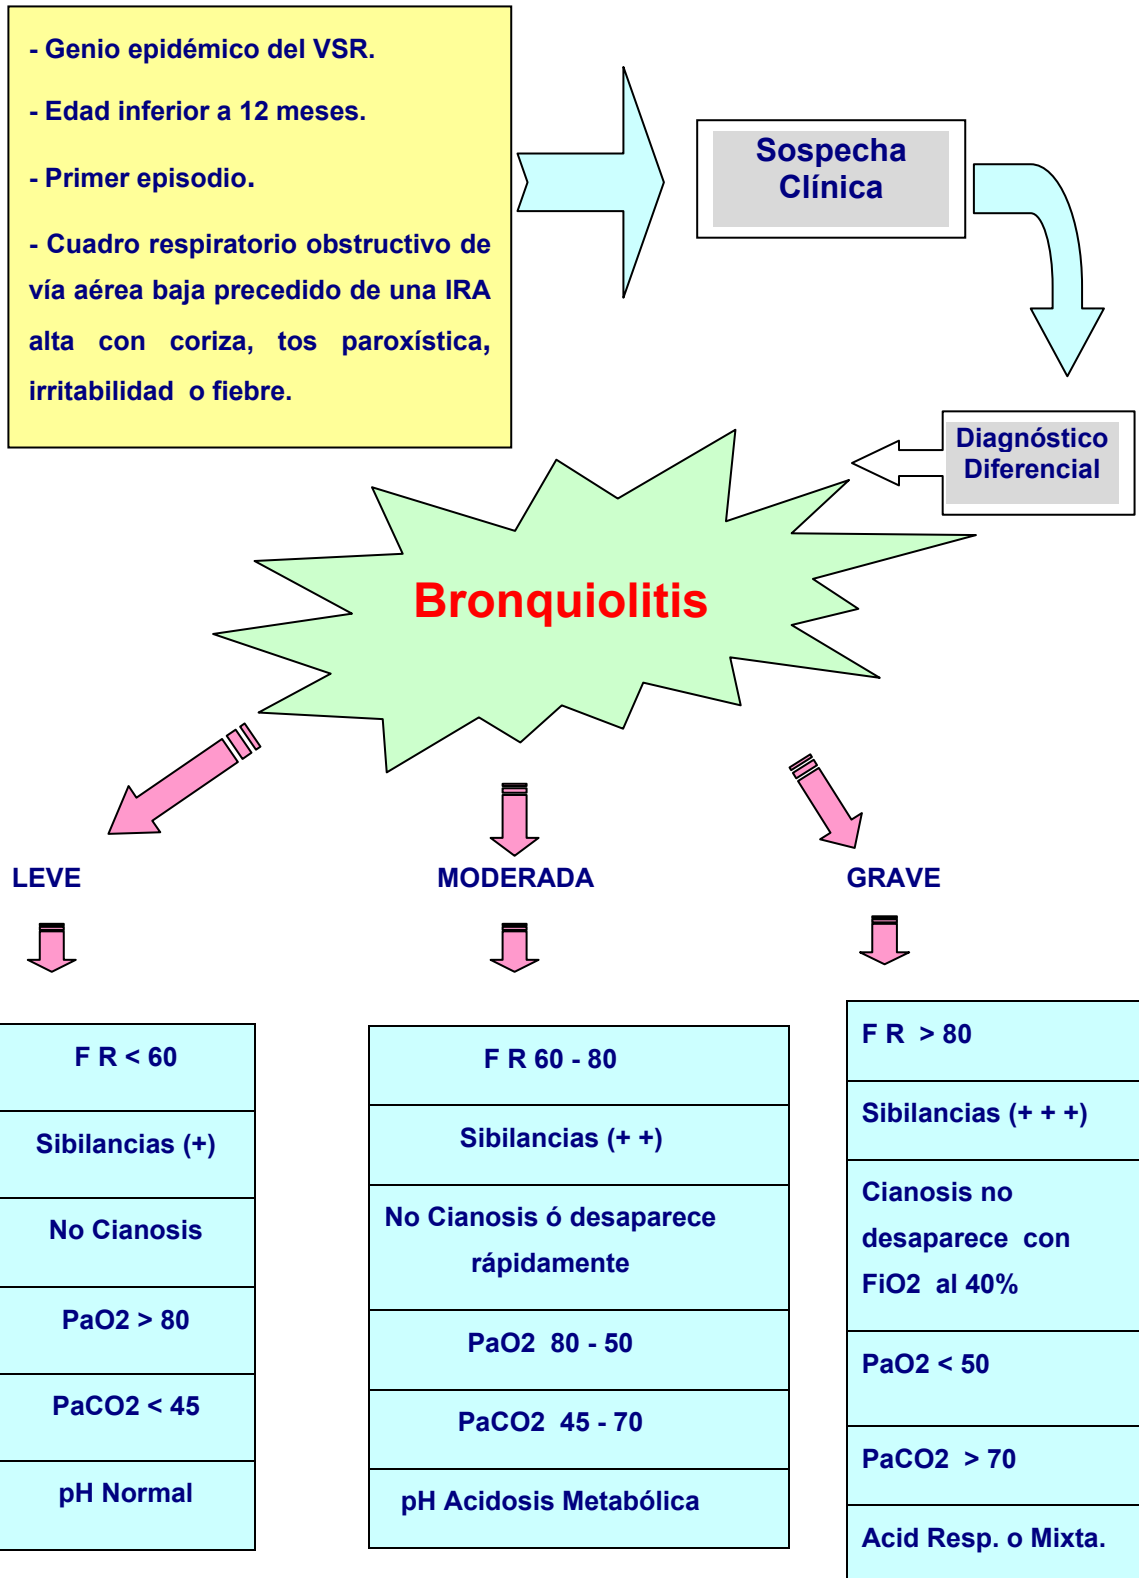 - Genio epidémico del VSR.
- Edad inferior a 12 meses.
- Primer episodio.
- Cuadro respiratorio obstructivo de
vía aérea baja precedido de una IRA
alta con coriza, tos paroxística,
irritabilidad o fiebre.
Sospecha
Clínica
Diagnóstico
Diferencial
Bronquiolitis
LEVE
F R < 60
Sibilancias (+)
No Cianosis
PaO2 > 80
PaCO2 < 45
pH Normal
MODERADA
F R 60 - 80
Sibilancias (+ +)
No Cianosis ó desaparece
rápidamente
PaO2 80 - 50
PaCO2 45 - 70
pH Acidosis Metabólica
GRAVE
F R > 80
Sibilancias (+ + +)
Cianosis no
desaparece con
FiO2 al 40%
PaO2 < 50
PaCO2 > 70
Acid Resp. o Mixta.